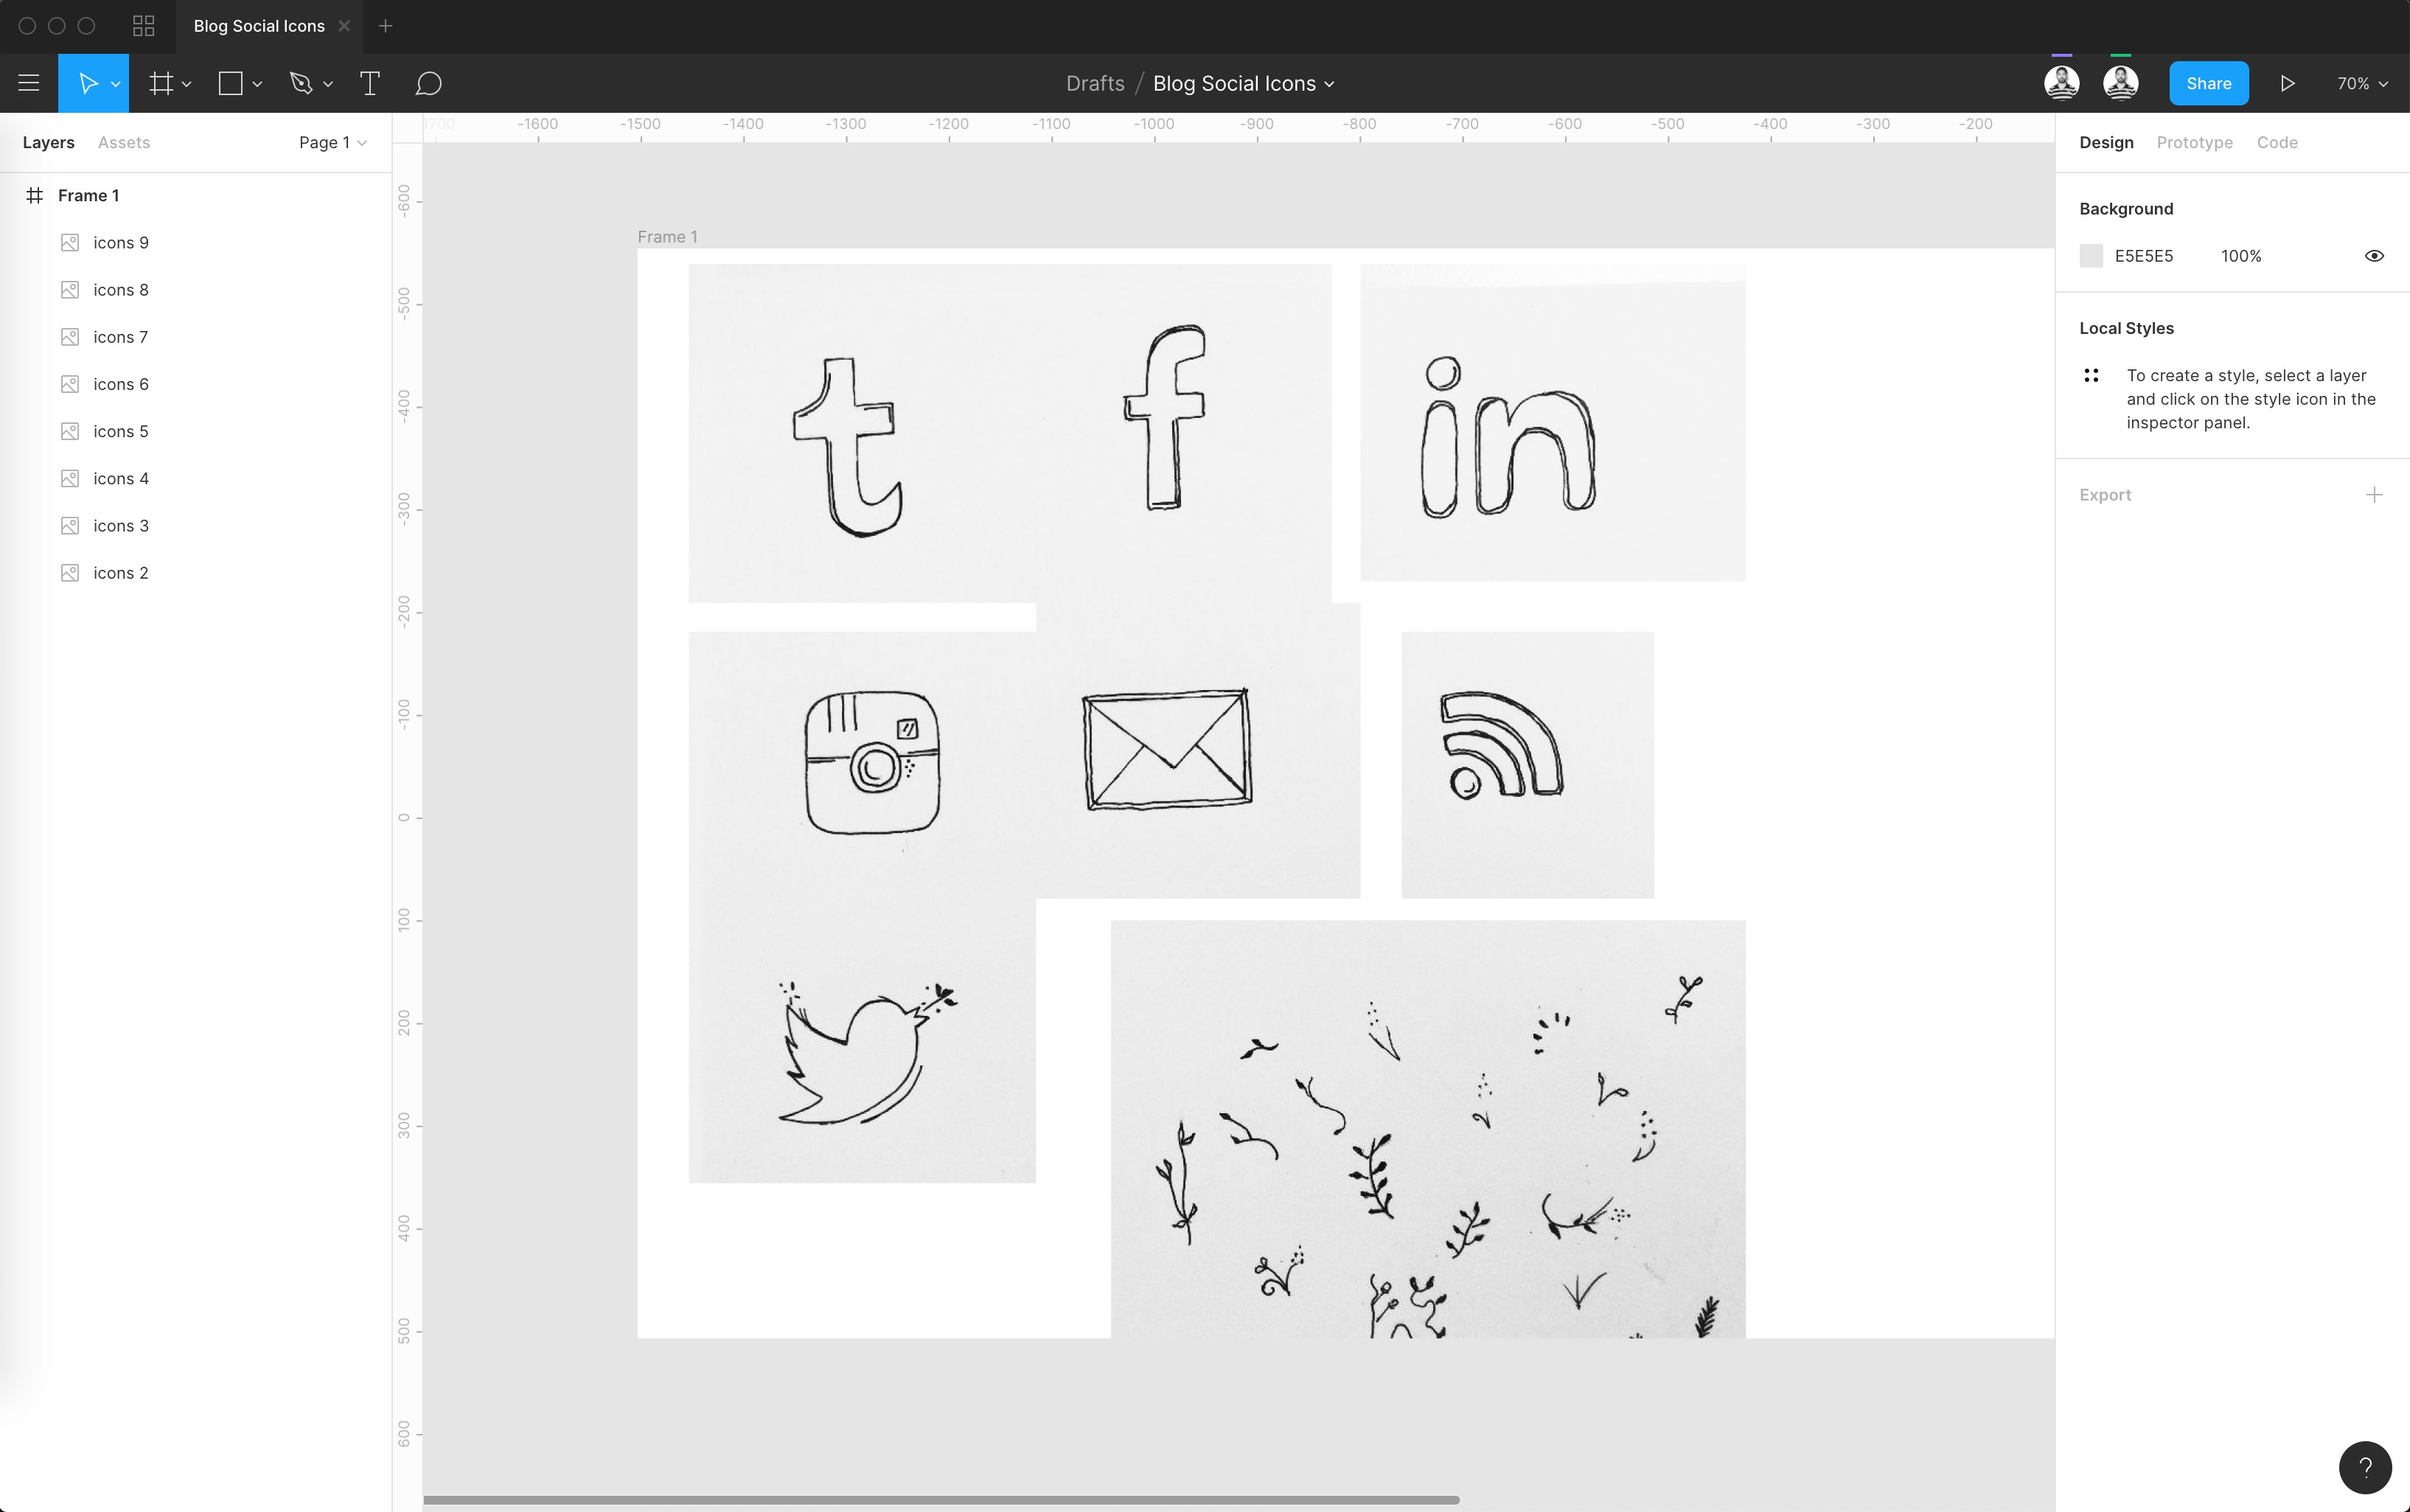 Blog Social Icons
Drafts / Blog Social Icons
Share
70%
Layers
Assets
Page 1
Frame 1
icons 9
icons 8
icons 7
icons 6
icons 5
icons 4
icons 3
icons 2
-1700 -1600 -1500 -1400 -1300 -1200 -1100 -1000 -900 -800 -700 -600 -500 -400 -300 -200
-600
-500
-400
-300
-200
-100
0
100
200
300
400
500
600
Frame 1
t
f
in
Design
Prototype
Code
Background
E5E5E5 100%
Local Styles
To create a style, select a layer
and click on the style icon in the
inspector panel.
Export
?